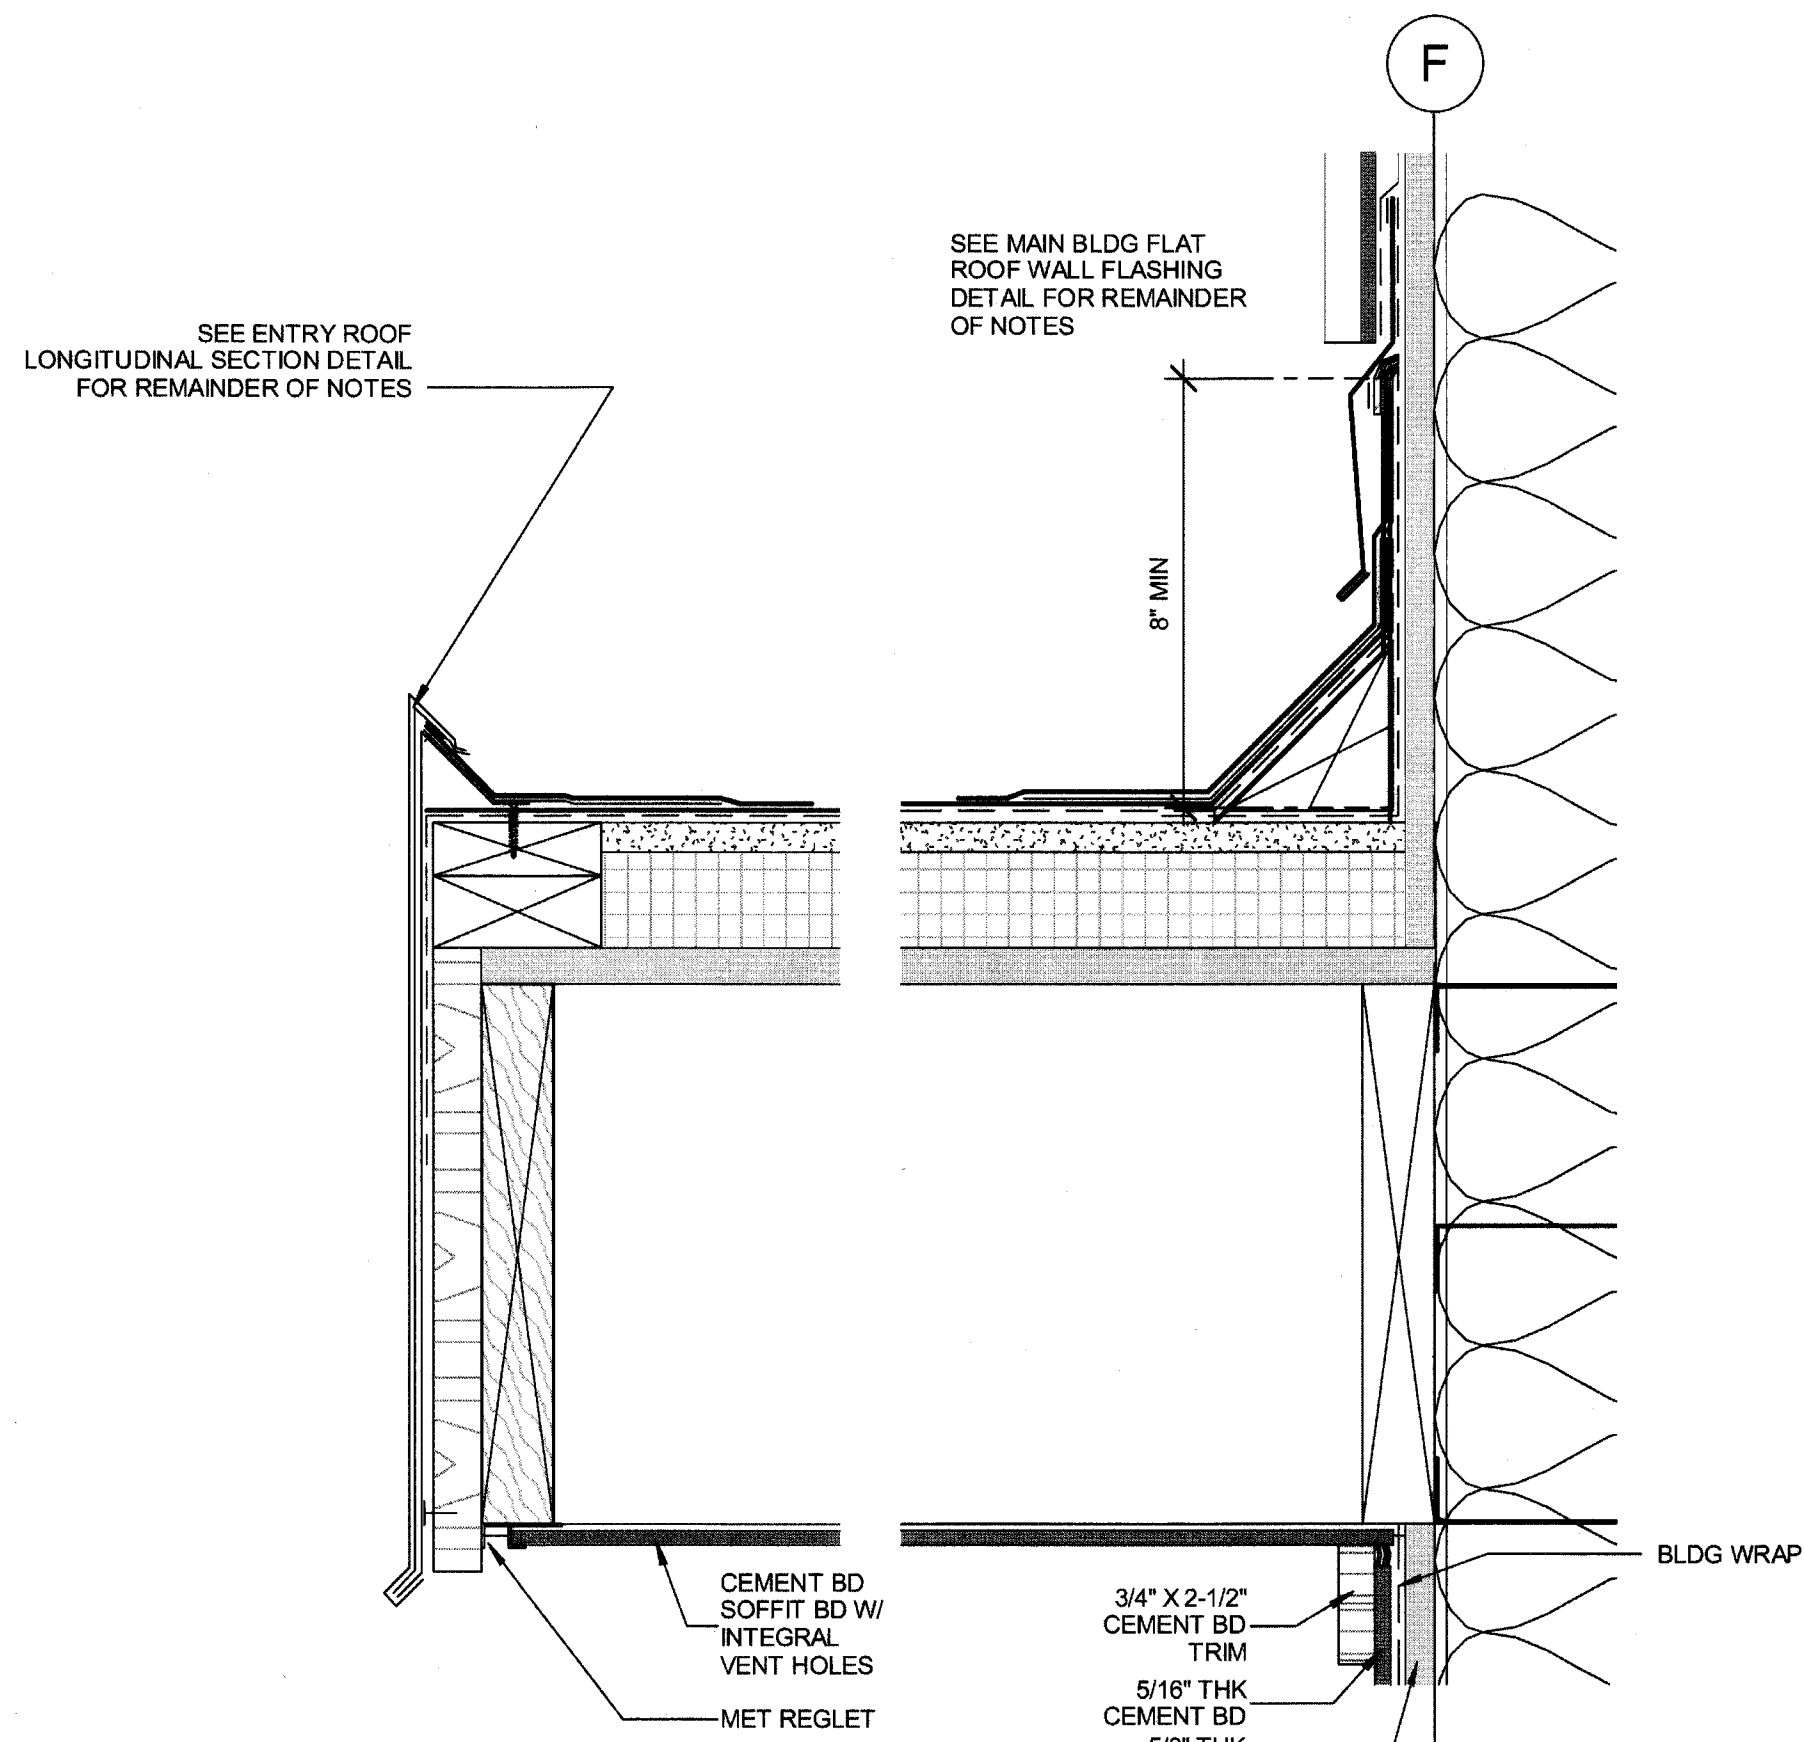 F
SEE MAIN BLDG FLAT
ROOF WALL FLASHING
DETAIL FOR REMAINDER
OF NOTES
SEE ENTRY ROOF
LONGITUDINAL SECTION DETAIL
FOR REMAINDER OF NOTES
8" MIN
BLDG WRAP
CEMENT BD
SOFFIT BD W/
INTEGRAL
VENT HOLES
MET REGLET
3/4" X 2-1/2"
CEMENT BD
TRIM
5/16" THK
CEMENT BD